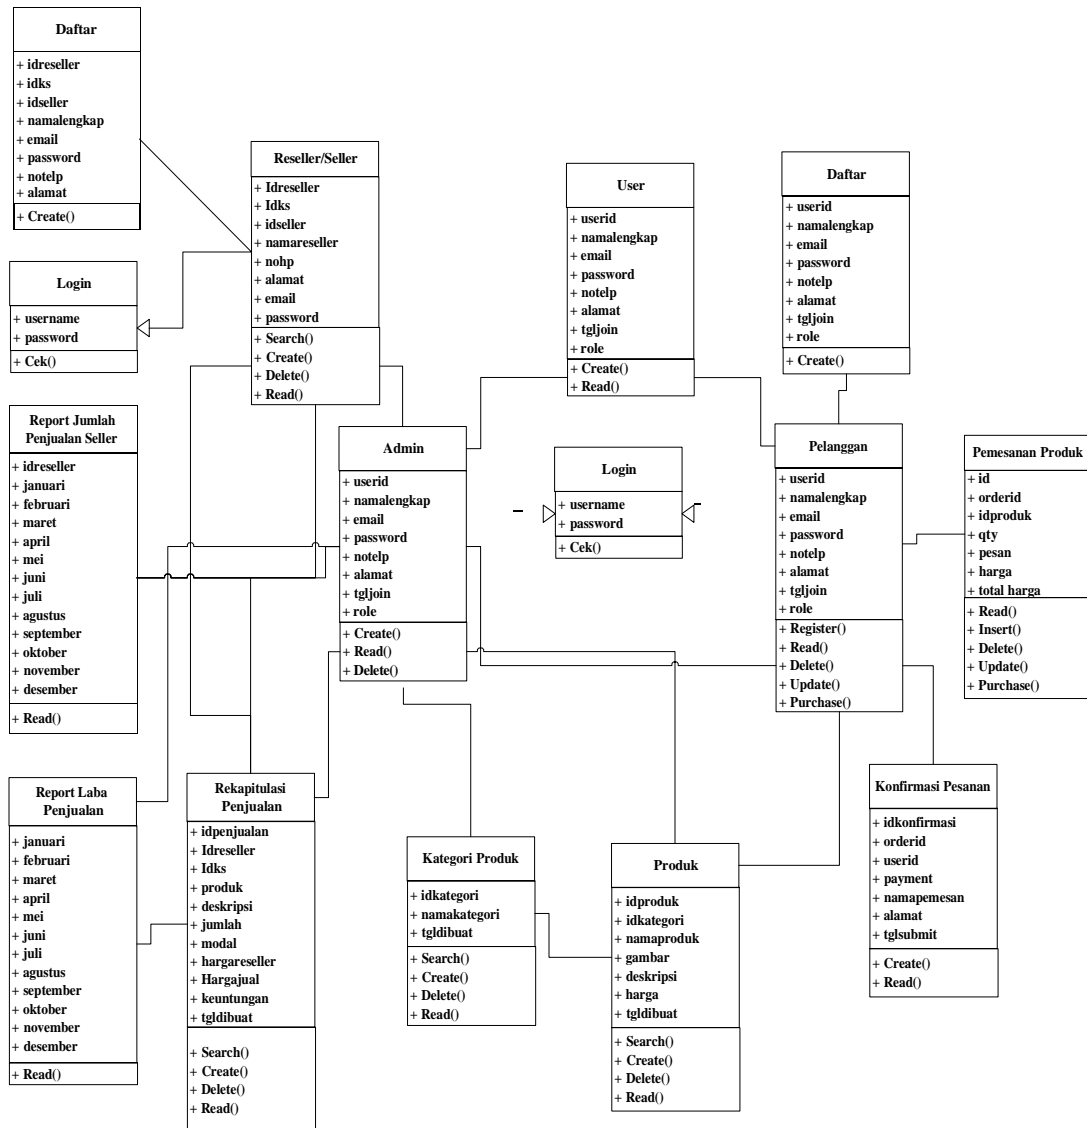 Daftar
+ idreseller
+ idks
+ idseller
+ namalengkap
+ email
+ password
+ notelp
+ alamat
+ Create()
Reseller/Seller
+ Idreseller
+ Idks
+ idseller
+ namareseller
+ nohp
+ alamat
+ email
+ password
+ Search()
+ Create()
+ Delete()
+ Read()
User
+ userid
+ namalengkap
+ email
+ password
+ notelp
+ alamat
+ tgljoin
+ role
+ Create()
+ Read()
Daftar
+ userid
+ namalengkap
+ email
+ password
+ notelp
+ alamat
+ tgljoin
+ role
+ Create()
Login
+ username
+ password
+ Cek()
Report Jumlah
Penjualan Seller
+ idreseller
+ januari
+ februari
+ maret
+ april
+ mei
+ juni
+ juli
+ agustus
+ september
+ oktober
+ november
+ desember
+ Read()
Admin
+ userid
+ namalengkap
+ email
+ password
+ notelp
+ alamat
+ tgljoin
+ role
+ Create()
+ Read()
+ Delete()
Login
+ username
+ password
+ Cek()
Pelanggan
+ userid
+ namalengkap
+ email
+ password
+ notelp
+ alamat
+ tgljoin
+ role
+ Register()
+ Read()
+ Delete()
+ Update()
+ Purchase()
Pemesanan Produk
+ id
+ orderid
+ idproduk
+ qty
+ pesan
+ harga
+ total harga
+ Read()
+ Insert()
+ Delete()
+ Update()
+ Purchase()
Report Laba
Penjualan
+ januari
+ februari
+ maret
+ april
+ mei
+ juni
+ juli
+ agustus
+ september
+ oktober
+ november
+ desember
+ Read()
Rekapitulasi
Penjualan
+ idpenjualan
+ Idreseller
+ Idks
+ produk
+ deskripsi
+ jumlah
+ modal
+ hargareseller
+ Hargajual
+ keuntungan
+ tgldibuat
+ Search()
+ Create()
+ Delete()
+ Read()
Kategori Produk
+ idkategori
+ namakategori
+ tgldibuat
+ Search()
+ Create()
+ Delete()
+ Read()
Produk
+ idproduk
+ idkategori
+ namaproduk
+ gambar
+ deskripsi
+ harga
+ tgldibuat
+ Search()
+ Create()
+ Delete()
+ Read()
Konfirmasi Pesanan
+ idkonfirmasi
+ orderid
+ userid
+ payment
+ namapemesan
+ alamat
+ tglsubmit
+ Create()
+ Read()